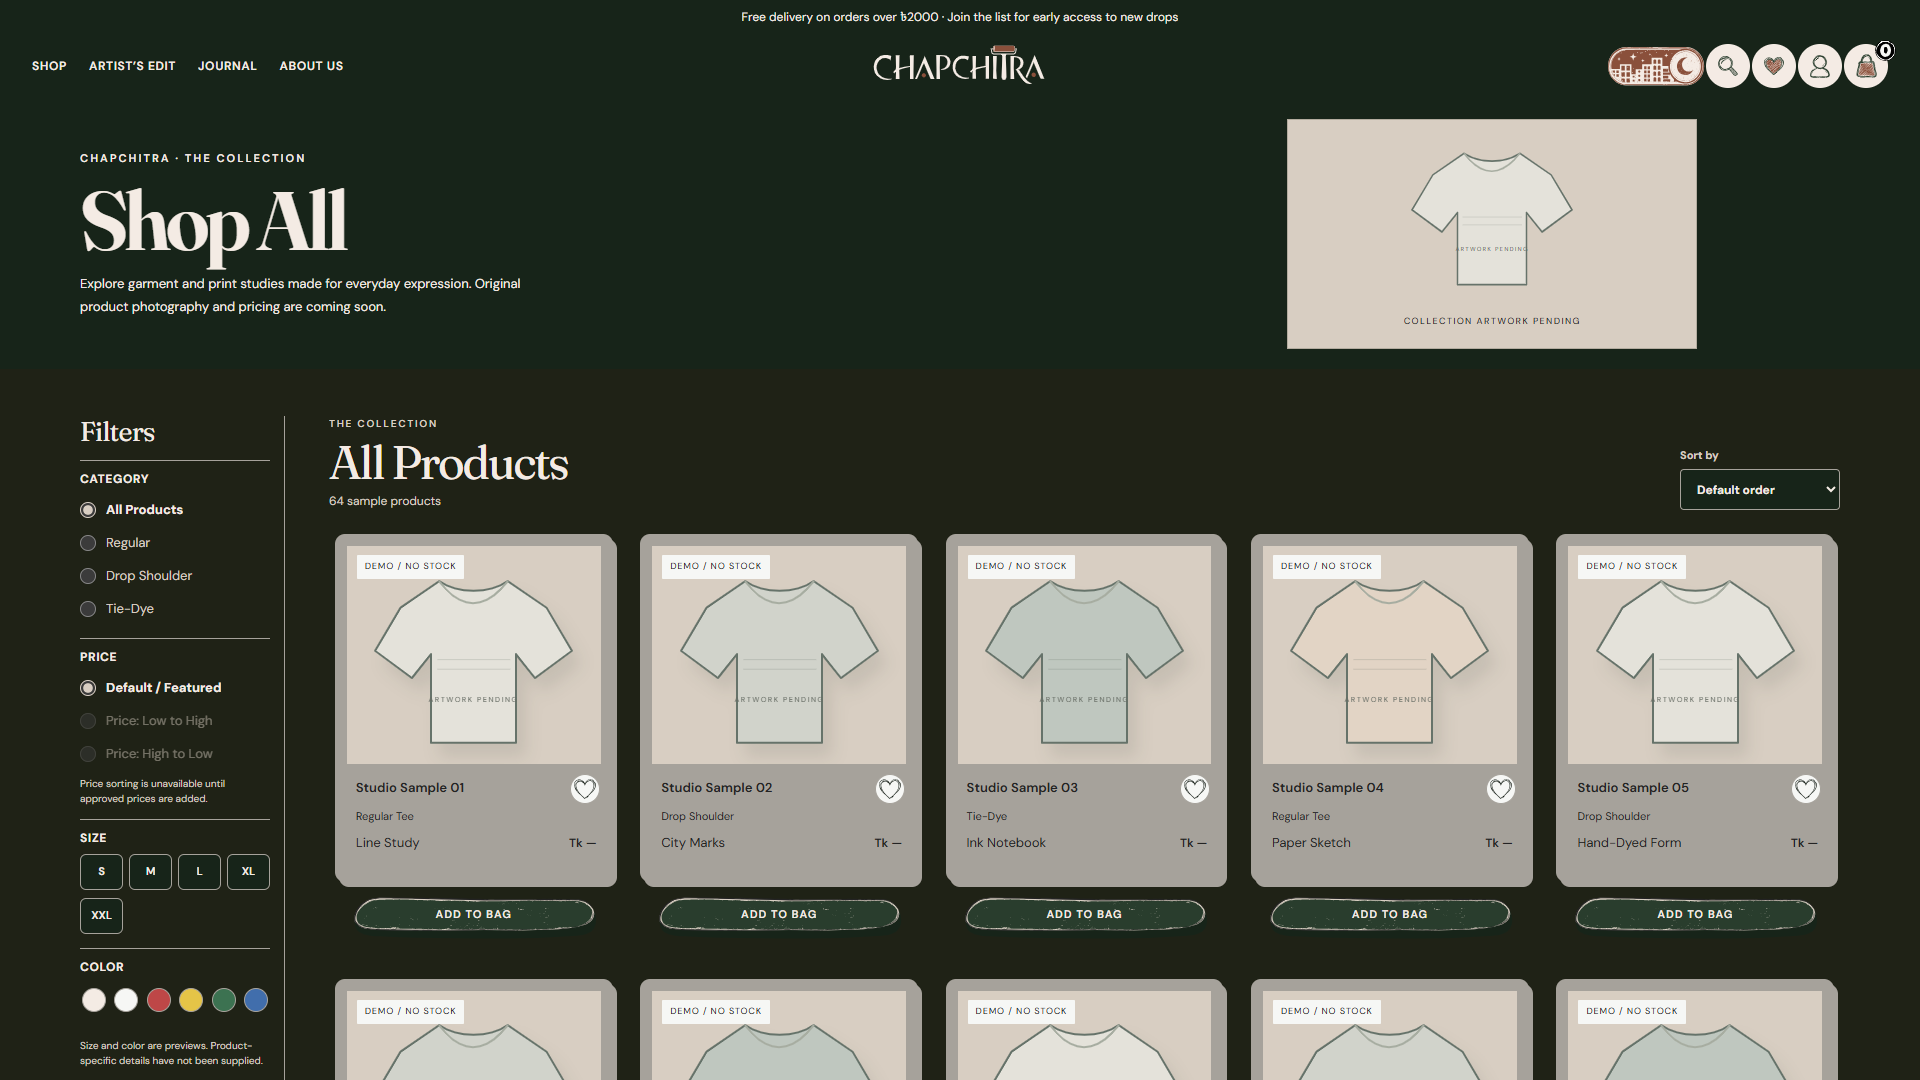 Free delivery on orders over ৳2000 · Join the list for early access to new drops
SHOP ARTIST'S EDIT JOURNAL ABOUT US
CHAPCHITRA
0
CHAPCHITRA · THE COLLECTION
Shop All
Explore garment and print studies made for everyday expression. Original
product photography and pricing are coming soon.
ARTWORK PENDING
COLLECTION ARTWORK PENDING
Filters
CATEGORY
All Products
Regular
Drop Shoulder
Tie-Dye
PRICE
Default / Featured
Price: Low to High
Price: High to Low
Price sorting is unavailable until
approved prices are added.
SIZE
S M L XL
XXL
COLOR
Size and color are previews. Product-
specific details have not been supplied.
THE COLLECTION
All Products
64 sample products
Sort by
Default order
DEMO / NO STOCK
ARTWORK PENDING
Studio Sample 01
Regular Tee
Line Study Tk —
ADD TO BAG
DEMO / NO STOCK
ARTWORK PENDING
Studio Sample 02
Drop Shoulder
City Marks Tk —
ADD TO BAG
DEMO / NO STOCK
ARTWORK PENDING
Studio Sample 03
Tie-Dye
Ink Notebook Tk —
ADD TO BAG
DEMO / NO STOCK
ARTWORK PENDING
Studio Sample 04
Regular Tee
Paper Sketch Tk —
ADD TO BAG
DEMO / NO STOCK
ARTWORK PENDING
Studio Sample 05
Drop Shoulder
Hand-Dyed Form Tk —
ADD TO BAG
DEMO / NO STOCK
DEMO / NO STOCK
DEMO / NO STOCK
DEMO / NO STOCK
DEMO / NO STOCK